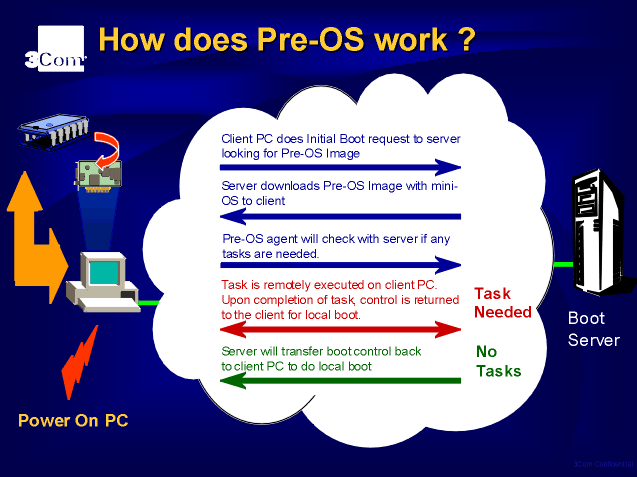 3Com
How does Pre-OS work ?
Client PC does Initial Boot request to server
looking for Pre-OS Image
Server downloads Pre-OS Image with mini-
OS to client
Pre-OS agent will check with server if any
tasks are needed.
Task is remotely executed on client PC.
Upon completion of task, control is returned
to the client for local boot.
Task
Needed
Server will transfer boot control back
to client PC to do local boot
No
Tasks
Boot
Server
Power On PC
3Com Confidential